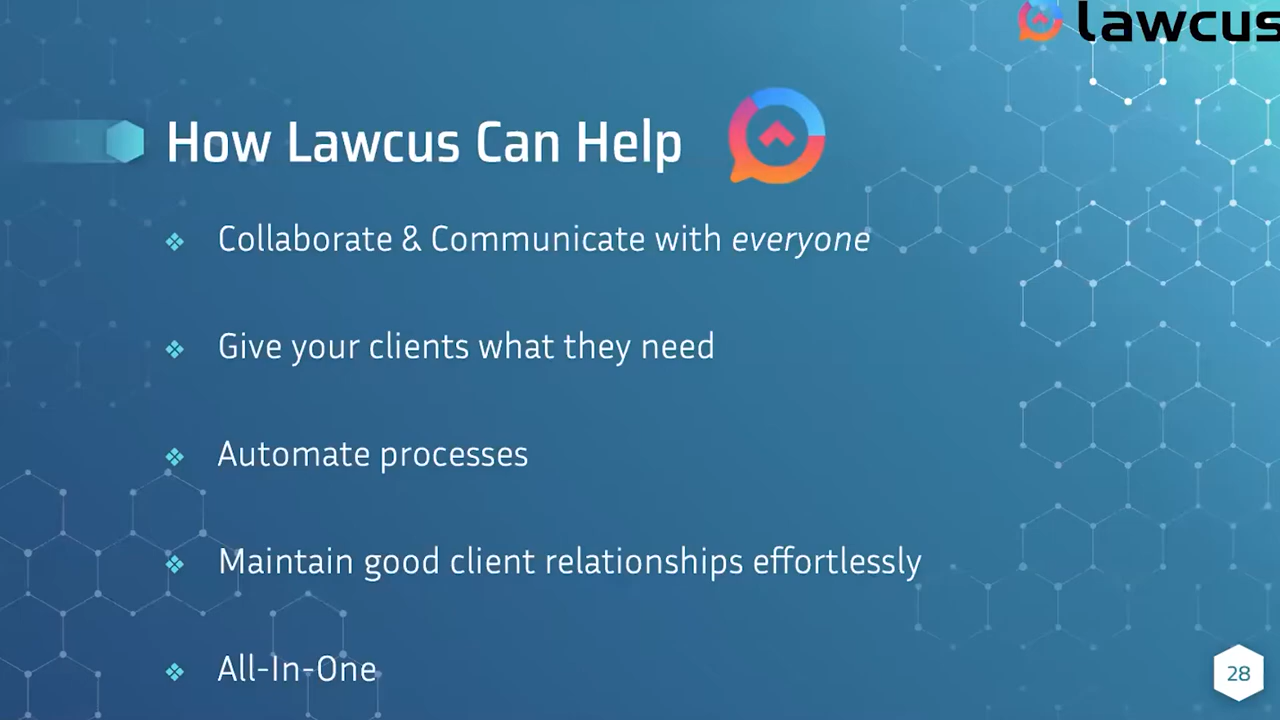 lawcus
How Lawcus Can Help
Collaborate & Communicate with everyone
Give your clients what they need
Automate processes
Maintain good client relationships effortlessly
All-In-One
28